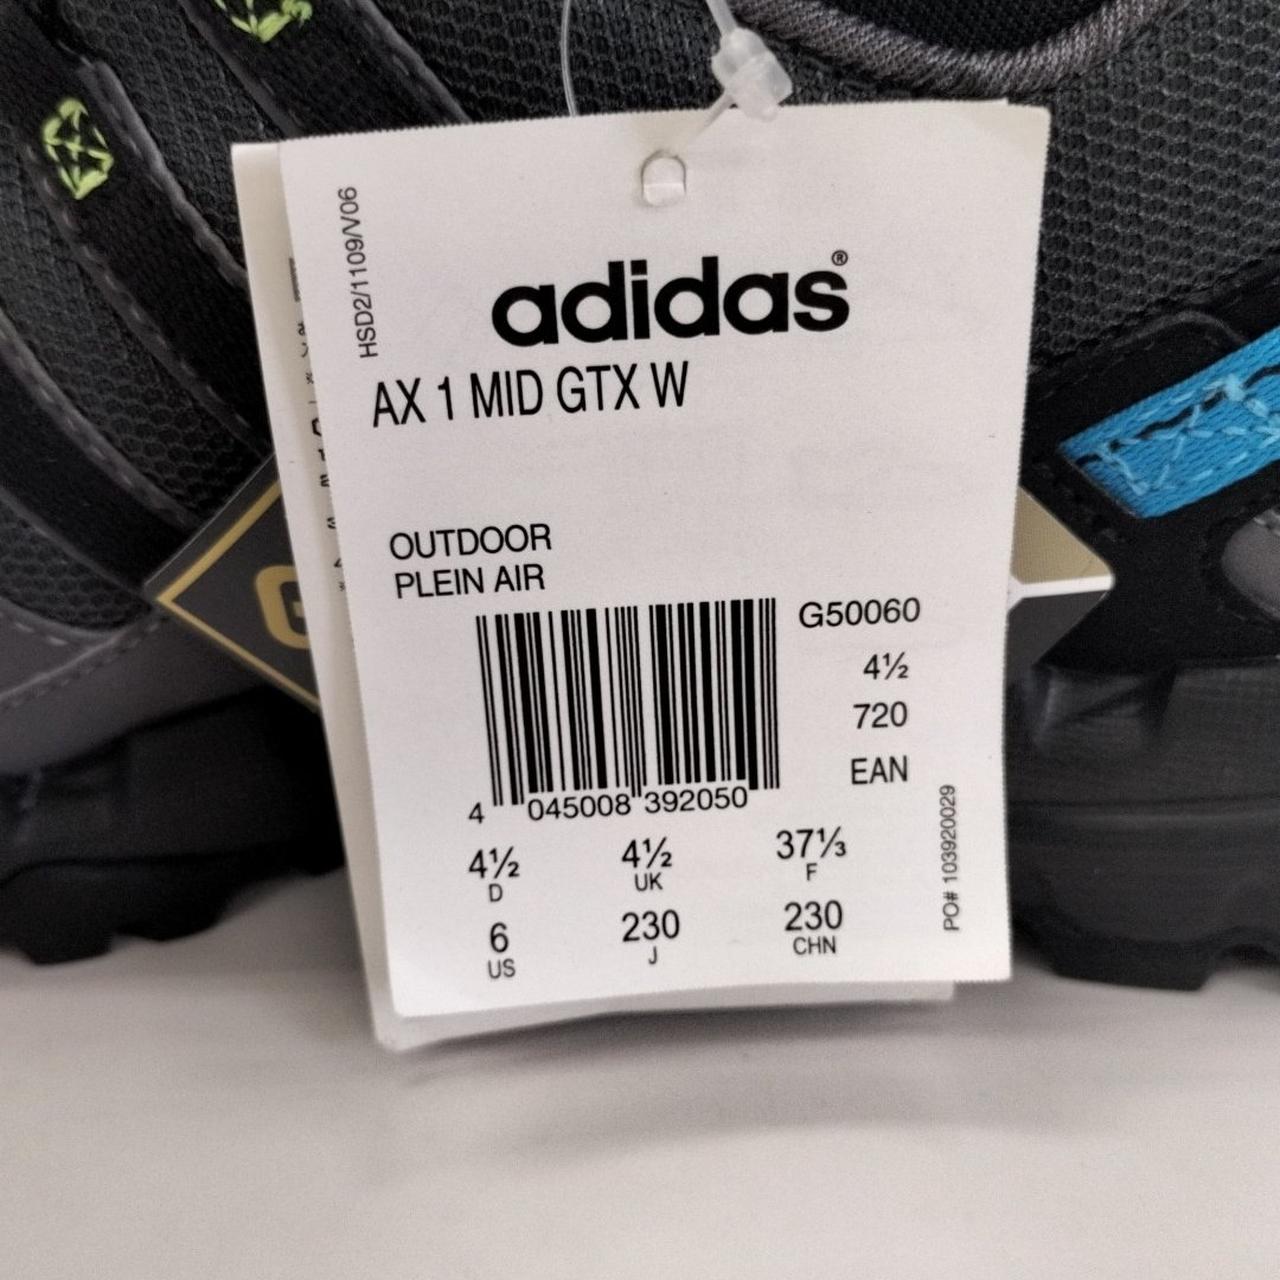 HSD2/1109/V06
adidas®
AX 1 MID GTX W
OUTDOOR
PLEIN AIR
G50060
4½
720
EAN
4 045008 392050
4½ 4½ 37⅓
D UK F
6 230 230
US J CHN
PO# 103920029
G